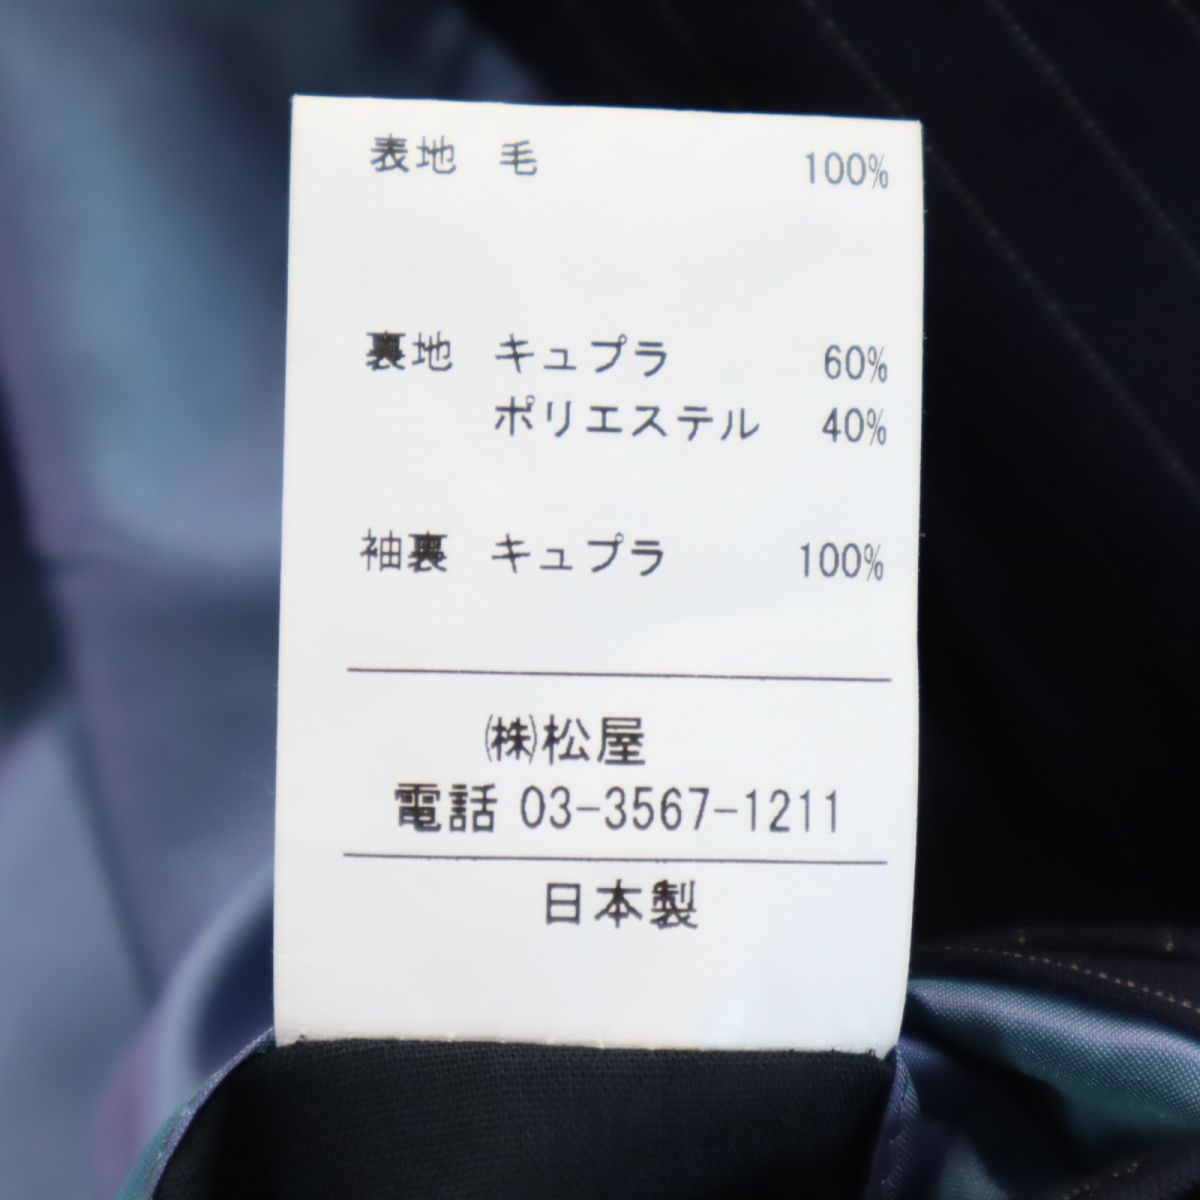 表地 毛 100%
裏地 キュプラ 60%
ポリエステル 40%
袖裏 キュプラ 100%
㈱松屋
電話 03-3567-1211
日本製